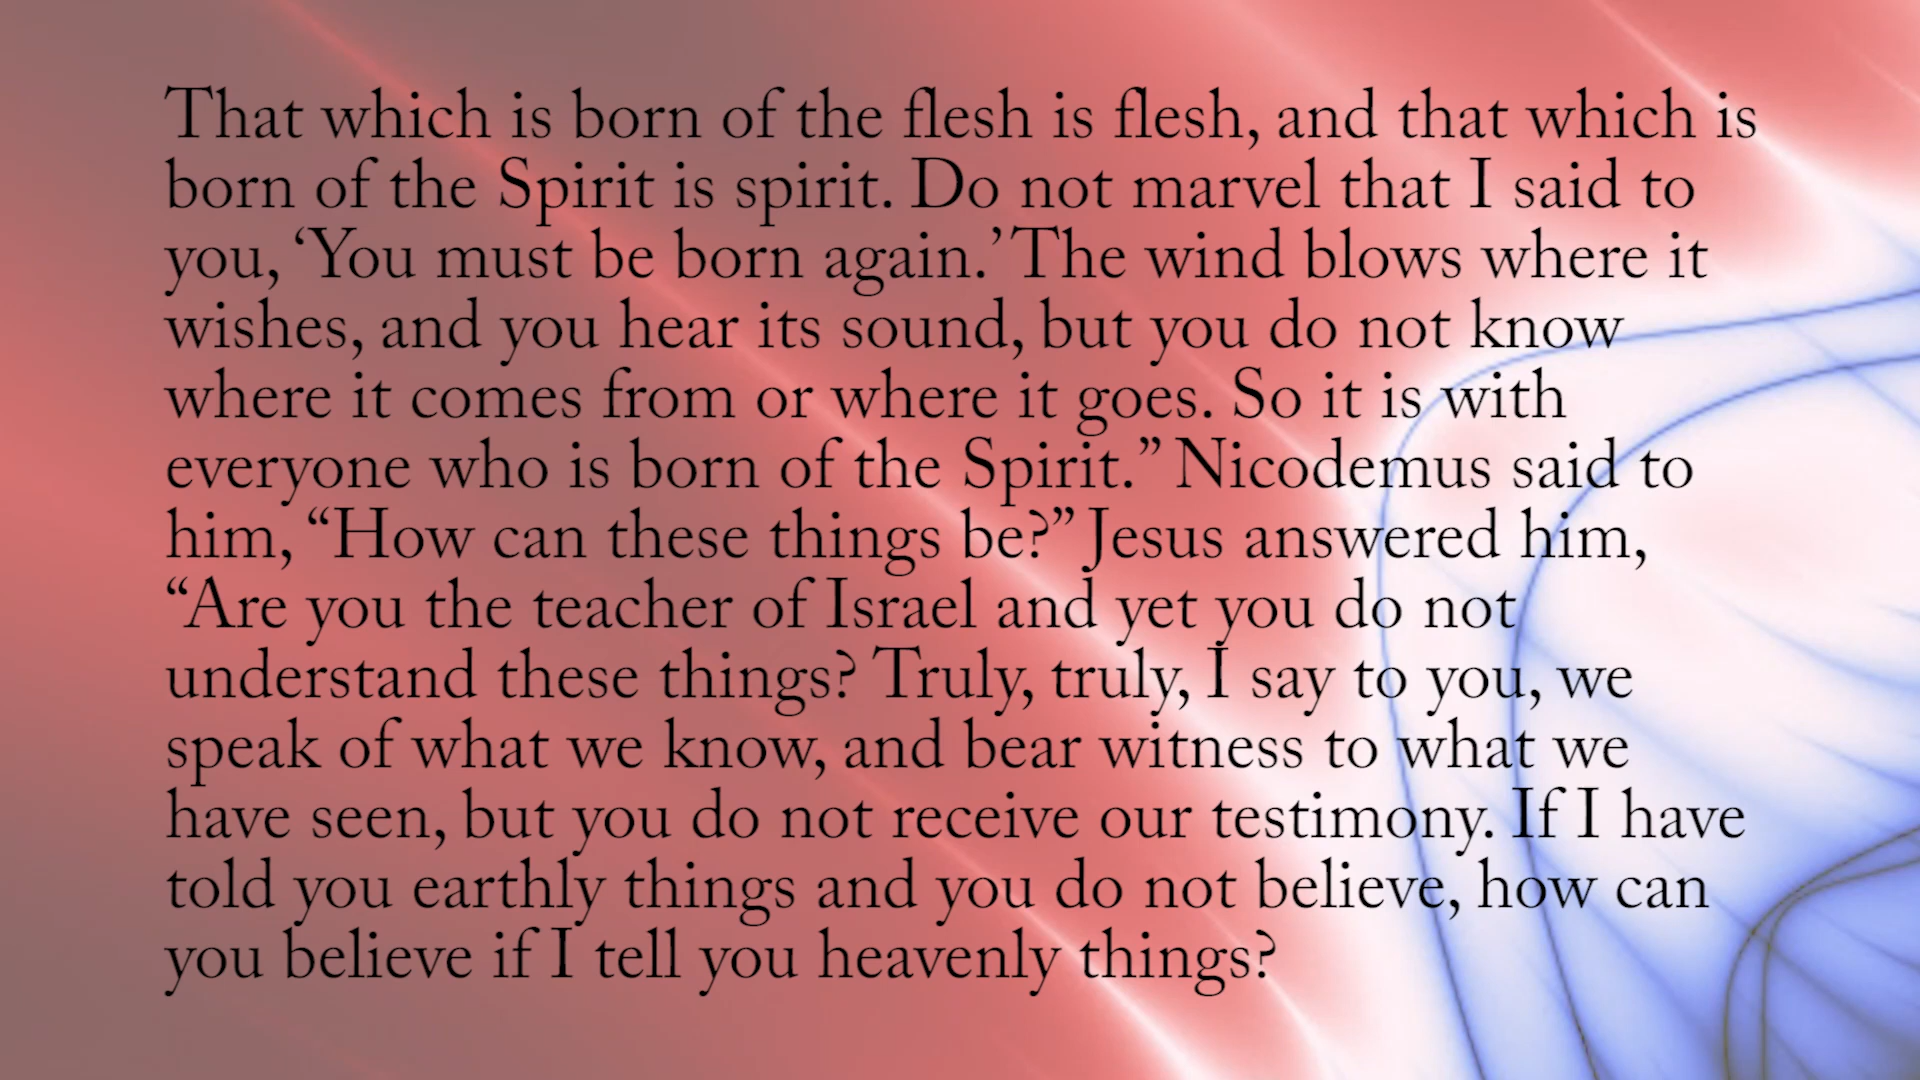 That which is born of the flesh is flesh, and that which is
born of the Spirit is spirit. Do not marvel that I said to
you, ‘You must be born again.’ The wind blows where it
wishes, and you hear its sound, but you do not know
where it comes from or where it goes. So it is with
everyone who is born of the Spirit.” Nicodemus said to
him, “How can these things be?” Jesus answered him,
“Are you the teacher of Israel and yet you do not
understand these things? Truly, truly, I say to you, we
speak of what we know, and bear witness to what we
have seen, but you do not receive our testimony. If I have
told you earthly things and you do not believe, how can
you believe if I tell you heavenly things?